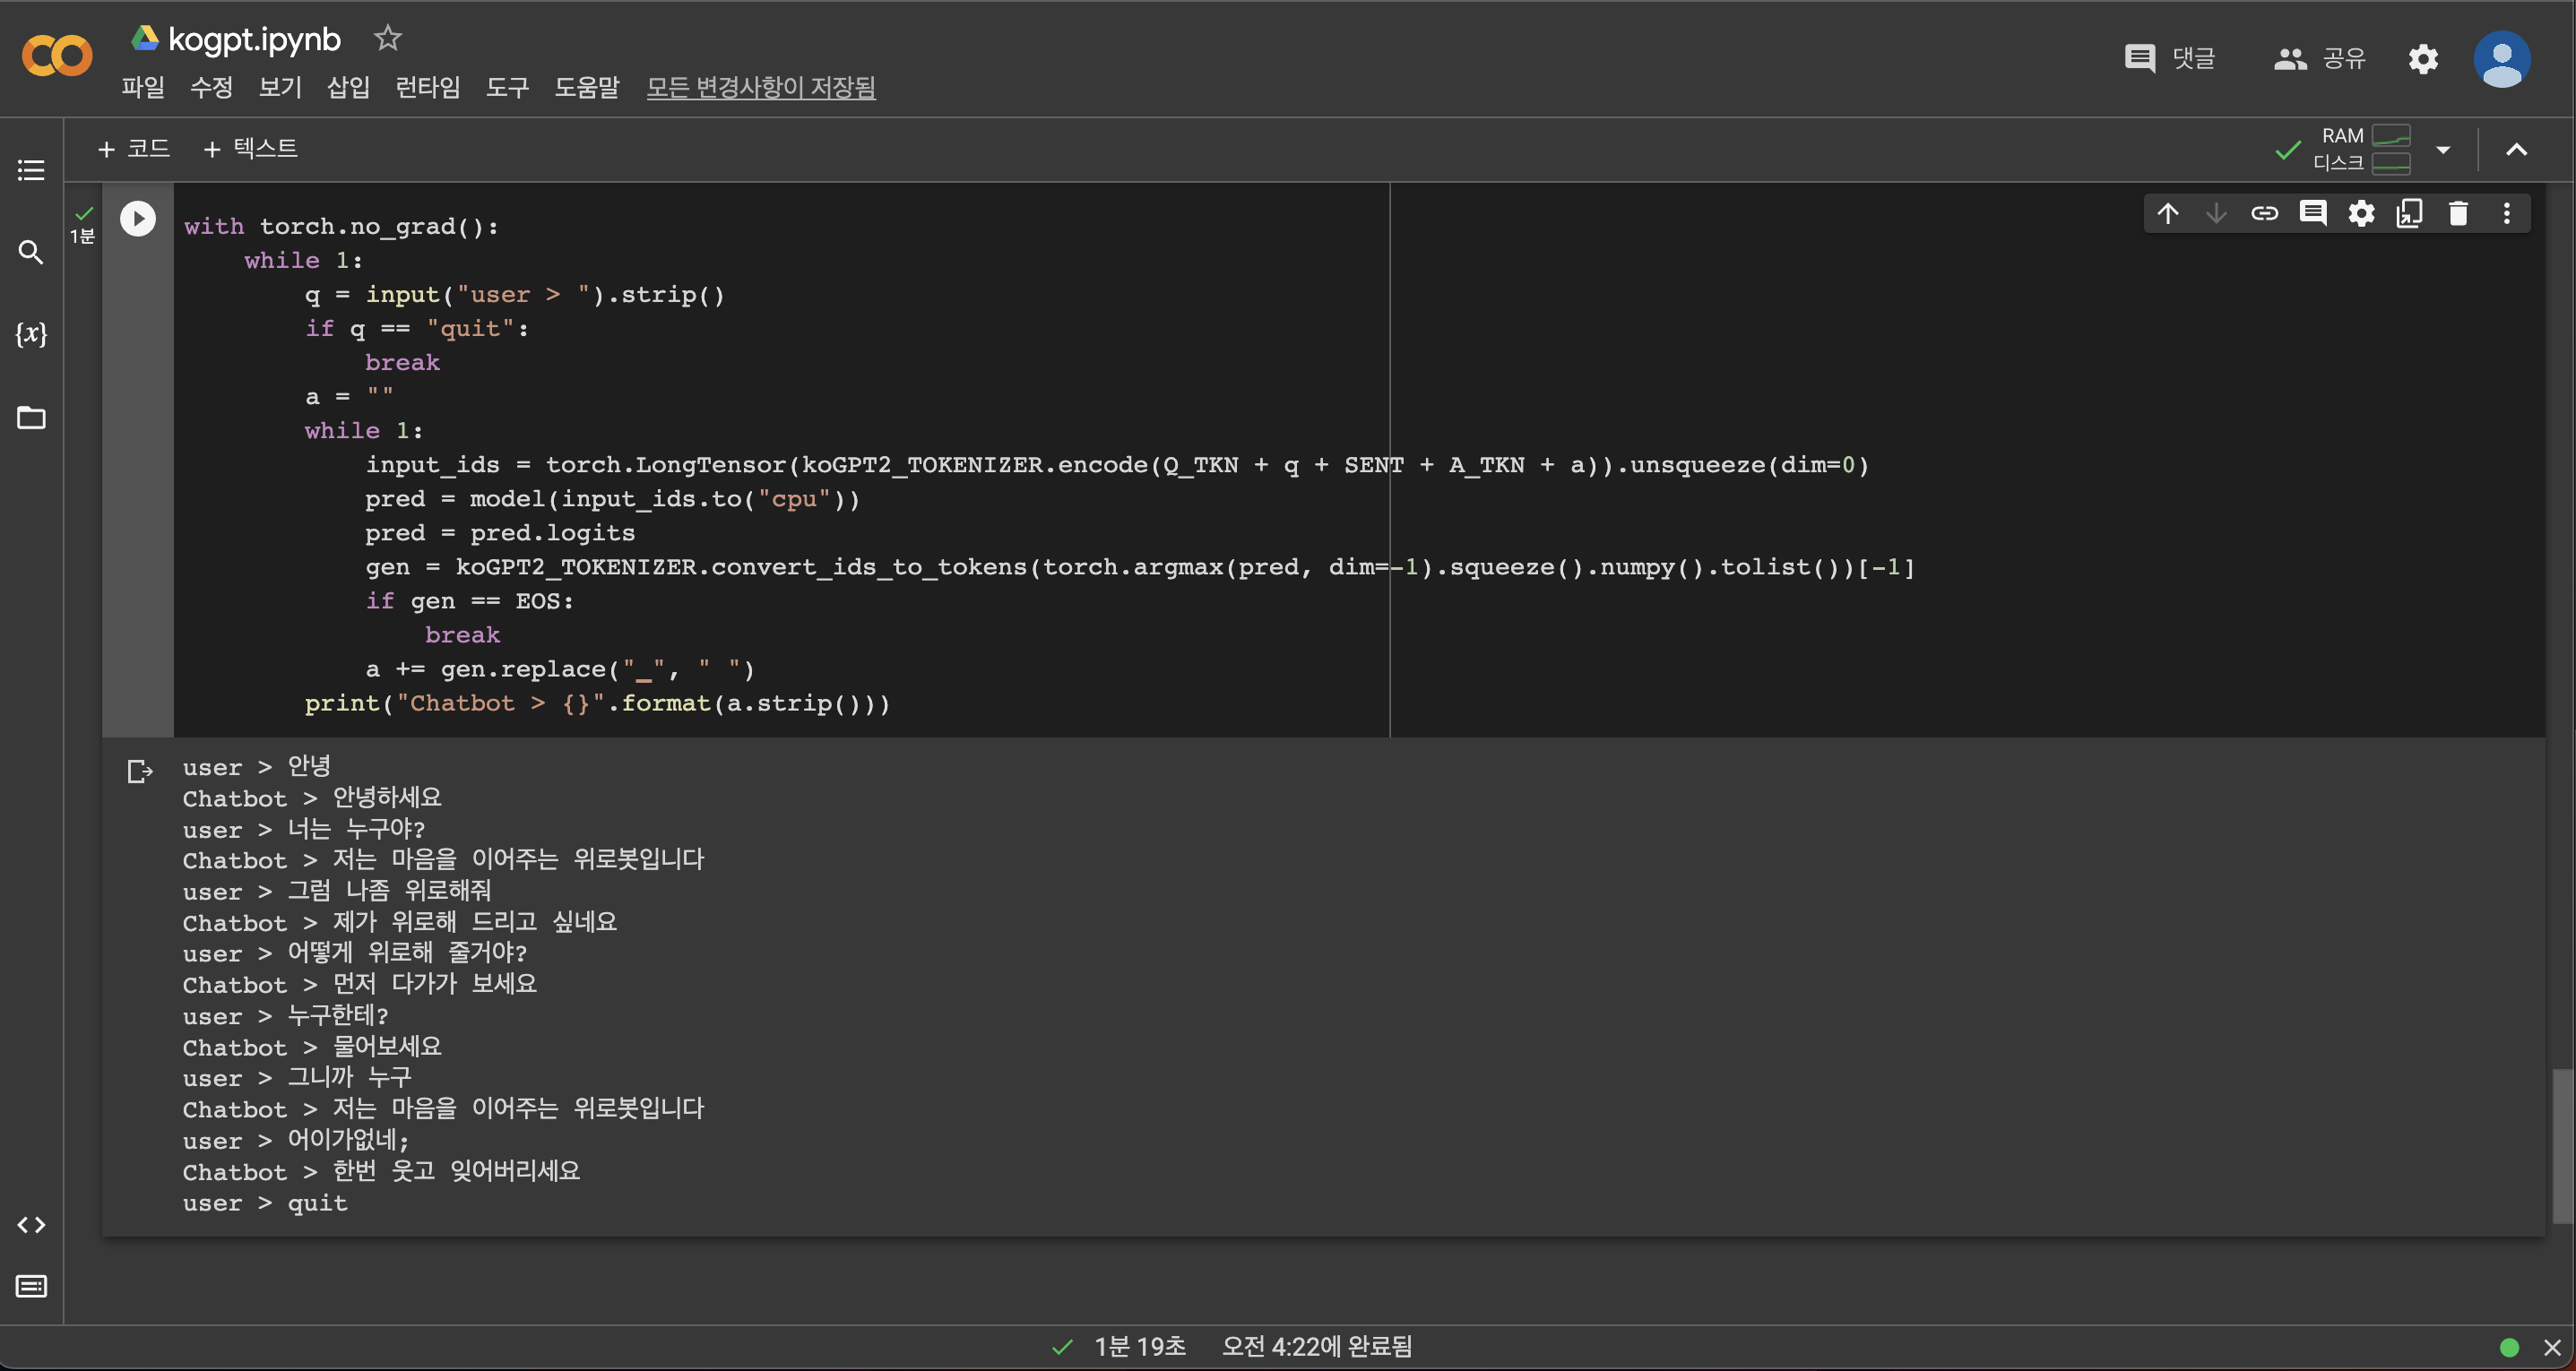 kogpt.ipynb
파일 수정 보기 삽입 런타임 도구 도움말 모든 변경사항이 저장됨
댓글 공유
+ 코드 + 텍스트
RAM
디스크
1분
with torch.no_grad():
    while 1:
        q = input("user > ").strip()
        if q == "quit":
            break
        a = ""
        while 1:
            input_ids = torch.LongTensor(koGPT2_TOKENIZER.encode(Q_TKN + q + SENT + A_TKN + a)).unsqueeze(dim=0)
            pred = model(input_ids.to("cpu"))
            pred = pred.logits
            gen = koGPT2_TOKENIZER.convert_ids_to_tokens(torch.argmax(pred, dim=-1).squeeze().numpy().tolist())[-1]
            if gen == EOS:
                break
            a += gen.replace("▁", " ")
        print("Chatbot > {}".format(a.strip()))
user > 안녕
Chatbot > 안녕하세요
user > 너는 누구야?
Chatbot > 저는 마음을 이어주는 위로봇입니다
user > 그럼 나좀 위로해줘
Chatbot > 제가 위로해 드리고 싶네요
user > 어떻게 위로해 줄거야?
Chatbot > 먼저 다가가 보세요
user > 누구한테?
Chatbot > 물어보세요
user > 그니까 누구
Chatbot > 저는 마음을 이어주는 위로봇입니다
user > 어이가없네;
Chatbot > 한번 웃고 잊어버리세요
user > quit
{x}
1분 19초 오전 4:22에 완료됨